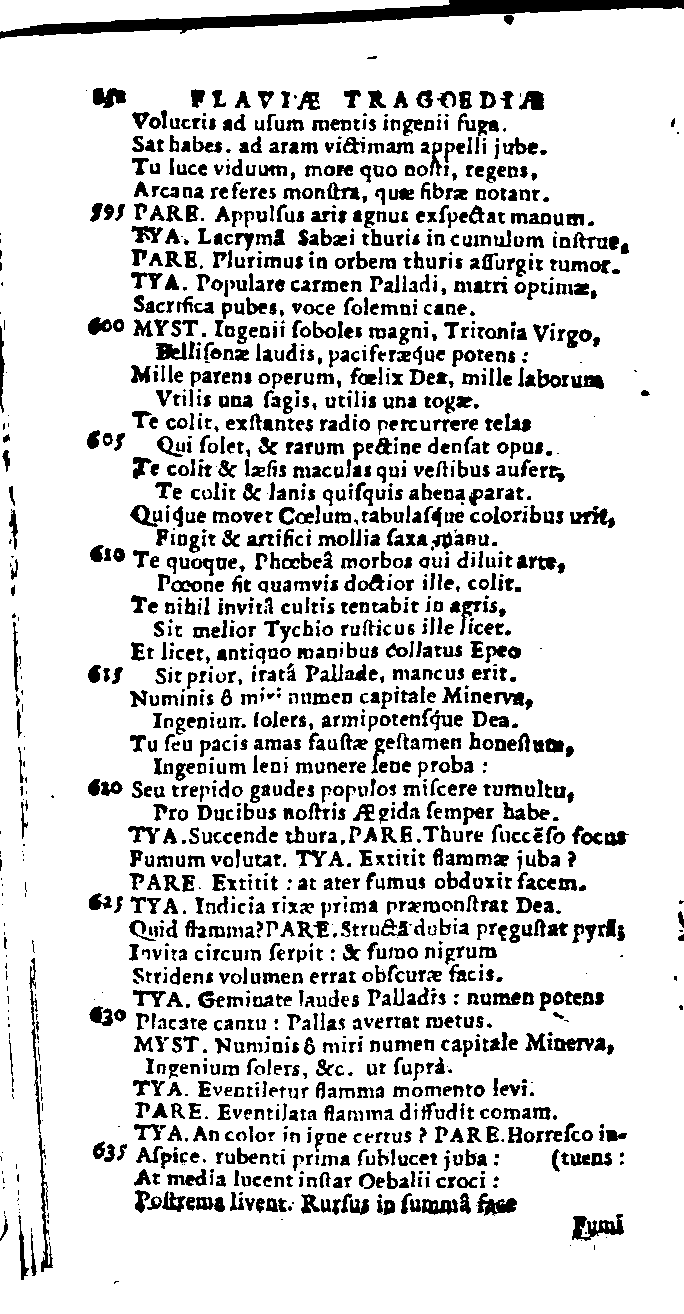 652 FLAVIÆ TRAGOEDIÆ
Volucris ad uſum mentis ingenii fuga.
Sat habes. ad aram victimam appelli jube.
Tu luce viduum, more quo noſti, regens,
Arcana referes monſtra, quæ fibræ notant.
595 PARE. Appulſus aris agnus exſpectat manum.
TYA. Lacrymâ Sabæi thuris in cumulum inſtrue,
PARE. Plurimus in orbem thuris aſſurgit tumor.
TYA. Populare carmen Palladi, matri optimæ,
Sacrifica pubes, voce ſolemni cane.
600 MYST. Ingenii ſoboles magni, Tritonia Virgo,
Belliſonæ laudis, paciferæq́ue potens :
Mille parens operum, fœlix Dea, mille laborum
Vtilis una ſagis, utilis una togæ.
Te colit, exſtantes radio percurrere telas
605 Qui ſolet, & rarum pectine denſat opus.
Te colit & læſis maculas qui veſtibus aufert,
Te colit & lanis quiſquis ahena parat.
Quiq́ue movet Cœlum, tabulaſq́ue coloribus urit,
Fingit & artifici mollia ſaxa manu.
610 Te quoque, Phœbeâ morbos qui diluit arte,
Pœone ſit quamvis doctior ille, colit.
Te nihil invitâ cultis tentabit in agris,
Sit melior Tychio ruſticus ille licet.
Et licet, antiquo manibus collatus Epeo
615 Sit prior, iratâ Pallade, mancus erit.
Numinis ô miri numen capitale Minerva,
Ingenium ſolers, armipotenſq́ue Dea.
Tu ſeu pacis amas fauſtæ geſtamen honeſtum,
Ingenium leni munere lene proba :
620 Seu trepido gaudes populos miſcere tumultu,
Pro Ducibus noſtris Ægida ſemper habe.
TYA. Succende thura. PARE. Thure ſuccēſo focus
Fumum volutat. TYA. Extitit flammæ juba ?
PARE. Extitit : at ater fumus obduxit facem.
625 TYA. Indicia rixæ prima præmonſtrat Dea.
Quid flamma? PARE. Structâ dubia pręguſtat pyrâ;
Invita circum ſerpit : & fumo nigrum
Stridens volumen errat obſcuræ facis.
TYA. Geminate laudes Palladis : numen potens
630 Placate cantu : Pallas avertat metus.
MYST. Numinis ô miri numen capitale Minerva,
Ingenium ſolers, &c. ut ſuprà.
TYA. Eventiletur flamma momento levi.
PARE. Eventilata flamma diffudit comam.
TYA. An color in igne certus ? PARE. Horreſco in-
635 Aſpice. rubenti prima ſublucet juba : (tuens :
At media lucent inſtar Oebalii croci :
Poſtrema livent. Rurſus in ſummâ face
Fumi